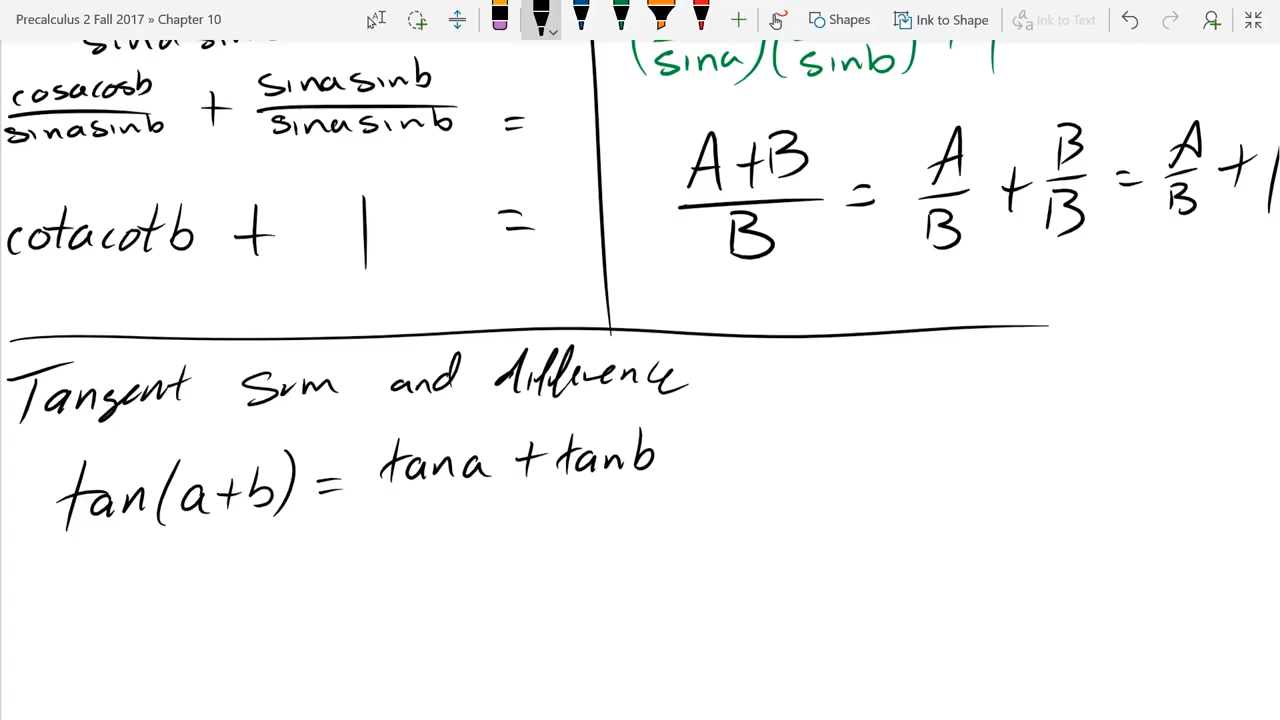 Precalculus 2 Fall 2017 » Chapter 10
Shapes Ink to Shape Ink to Text
cosacosb/sinasinb + sinasinb/sinasinb =
cotacotb + 1 =
(sina)(sinb) + 1
A+B/B = A/B + B/B = A/B + 1
Tangent Sum and difference
tan(a+b) = tana + tanb